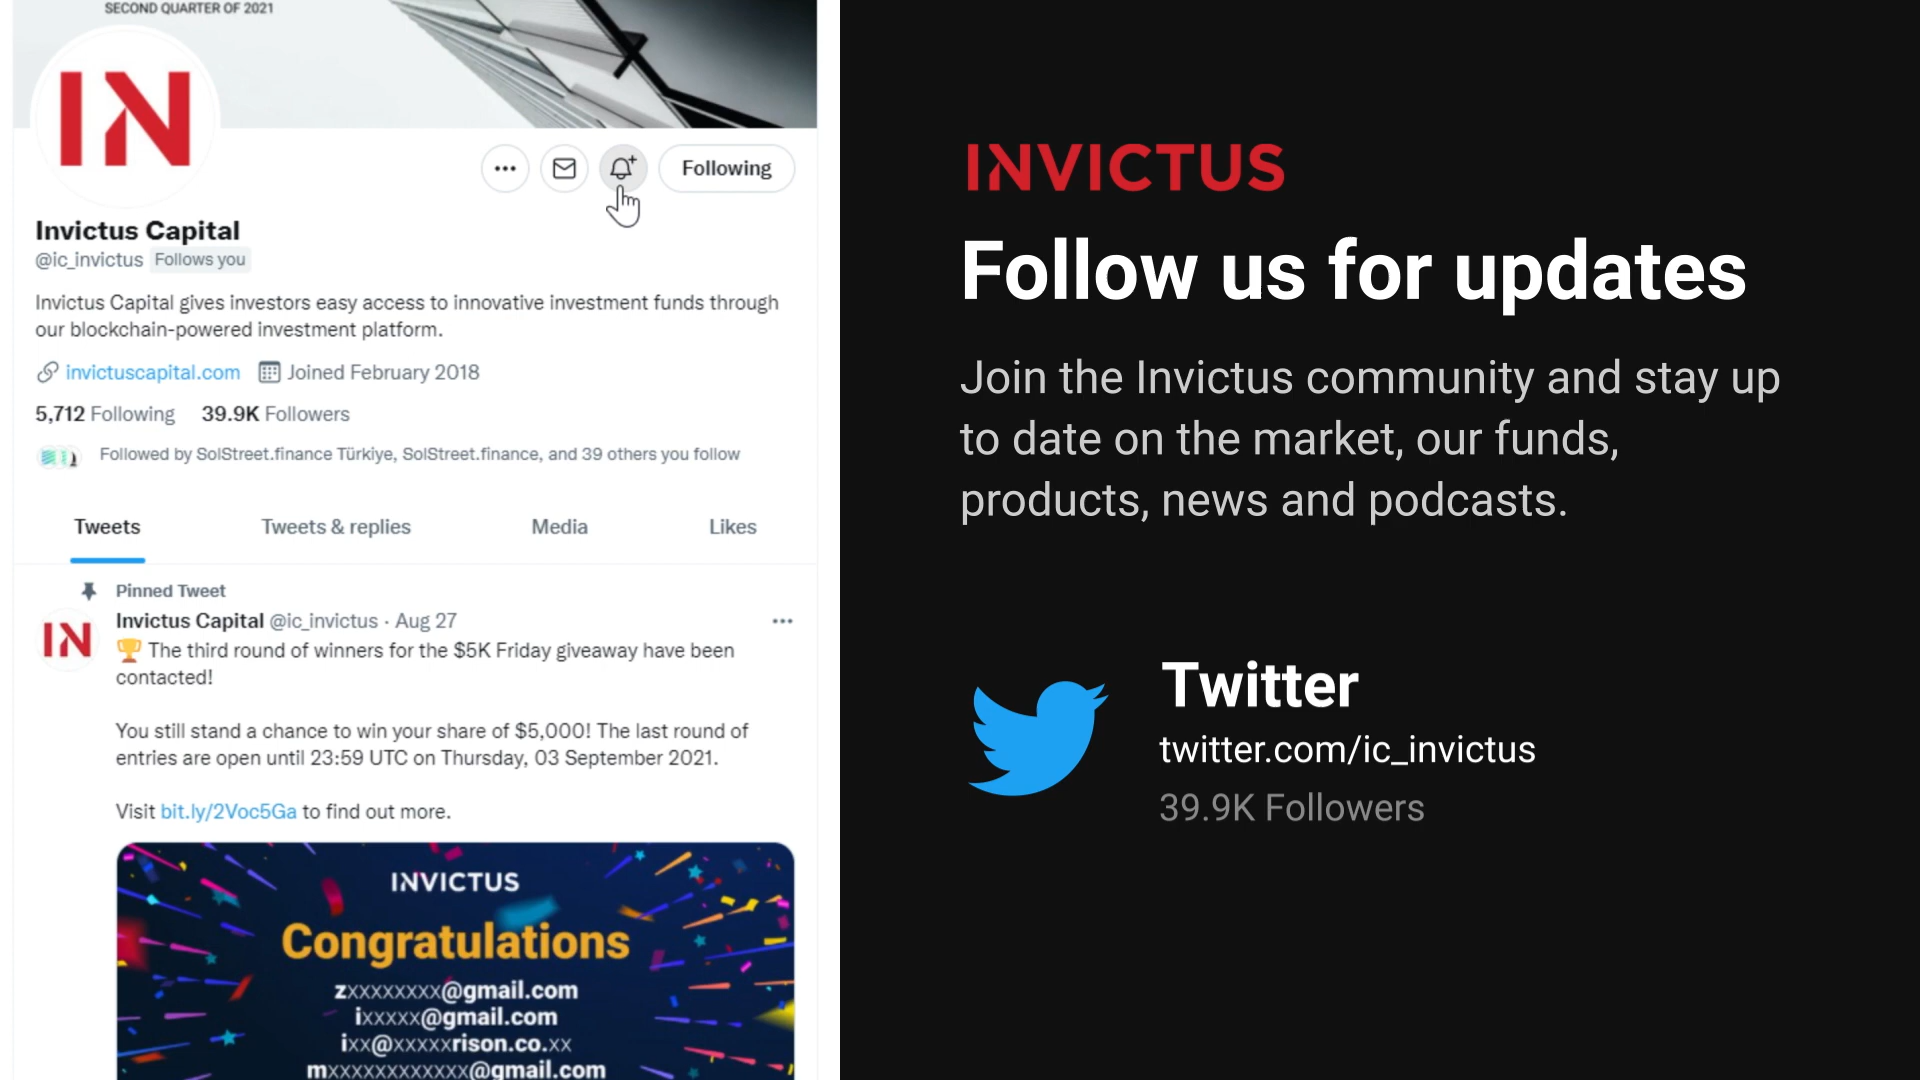 SECOND QUARTER OF 2021
IN
Following
Invictus Capital
@ic_invictus Follows you
Invictus Capital gives investors easy access to innovative investment funds through
our blockchain-powered investment platform.
invictuscapital.com Joined February 2018
5,712 Following 39.9K Followers
Followed by SolStreet.finance Türkiye, SolStreet.finance, and 39 others you follow
Tweets Tweets & replies Media Likes
Pinned Tweet
IN
Invictus Capital @ic_invictus · Aug 27
🏆 The third round of winners for the $5K Friday giveaway have been
contacted!
You still stand a chance to win your share of $5,000! The last round of
entries are open until 23:59 UTC on Thursday, 03 September 2021.
Visit bit.ly/2Voc5Ga to find out more.
INVICTUS
Congratulations
zxxxxxxxx@gmail.com
ixxxxx@gmail.com
ixx@xxxxxrison.co.xx
mxxxxxxxxxxxx@gmail.com
INVICTUS
Follow us for updates
Join the Invictus community and stay up
to date on the market, our funds,
products, news and podcasts.
Twitter
twitter.com/ic_invictus
39.9K Followers